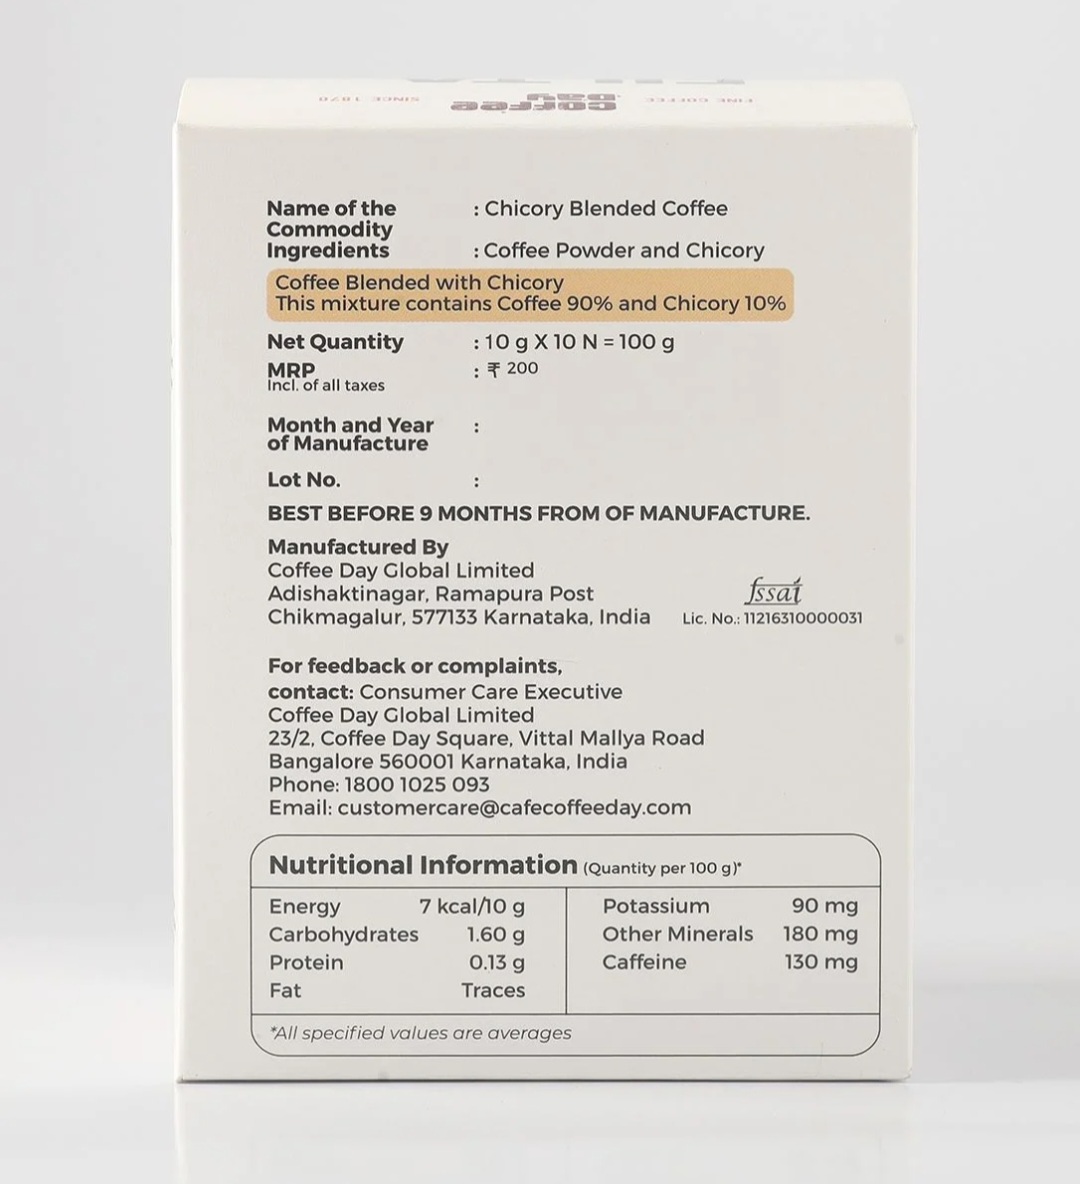 FINE COFFEE
coffee day
SINCE 1870
Name of the Commodity : Chicory Blended Coffee
Ingredients : Coffee Powder and Chicory
Coffee Blended with Chicory
This mixture contains Coffee 90% and Chicory 10%
Net Quantity : 10 g X 10 N = 100 g
MRP : ₹ 200
Incl. of all taxes
Month and Year
of Manufacture :
Lot No. :
BEST BEFORE 9 MONTHS FROM OF MANUFACTURE.
Manufactured By
Coffee Day Global Limited
Adishaktinagar, Ramapura Post
Chikmagalur, 577133 Karnataka, India
fssai
Lic. No.: 11216310000031
For feedback or complaints,
contact: Consumer Care Executive
Coffee Day Global Limited
23/2, Coffee Day Square, Vittal Mallya Road
Bangalore 560001 Karnataka, India
Phone: 1800 1025 093
Email: customercare@cafecoffeeday.com
Nutritional Information (Quantity per 100 g)*
Energy 7 kcal/10 g
Carbohydrates 1.60 g
Protein 0.13 g
Fat Traces
Potassium 90 mg
Other Minerals 180 mg
Caffeine 130 mg
*All specified values are averages